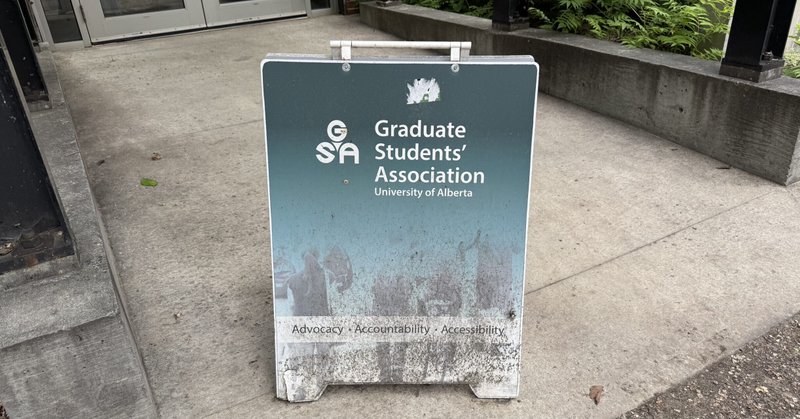 GSA
Graduate
Students'
Association
University of Alberta
Advocacy • Accountability • Accessibility